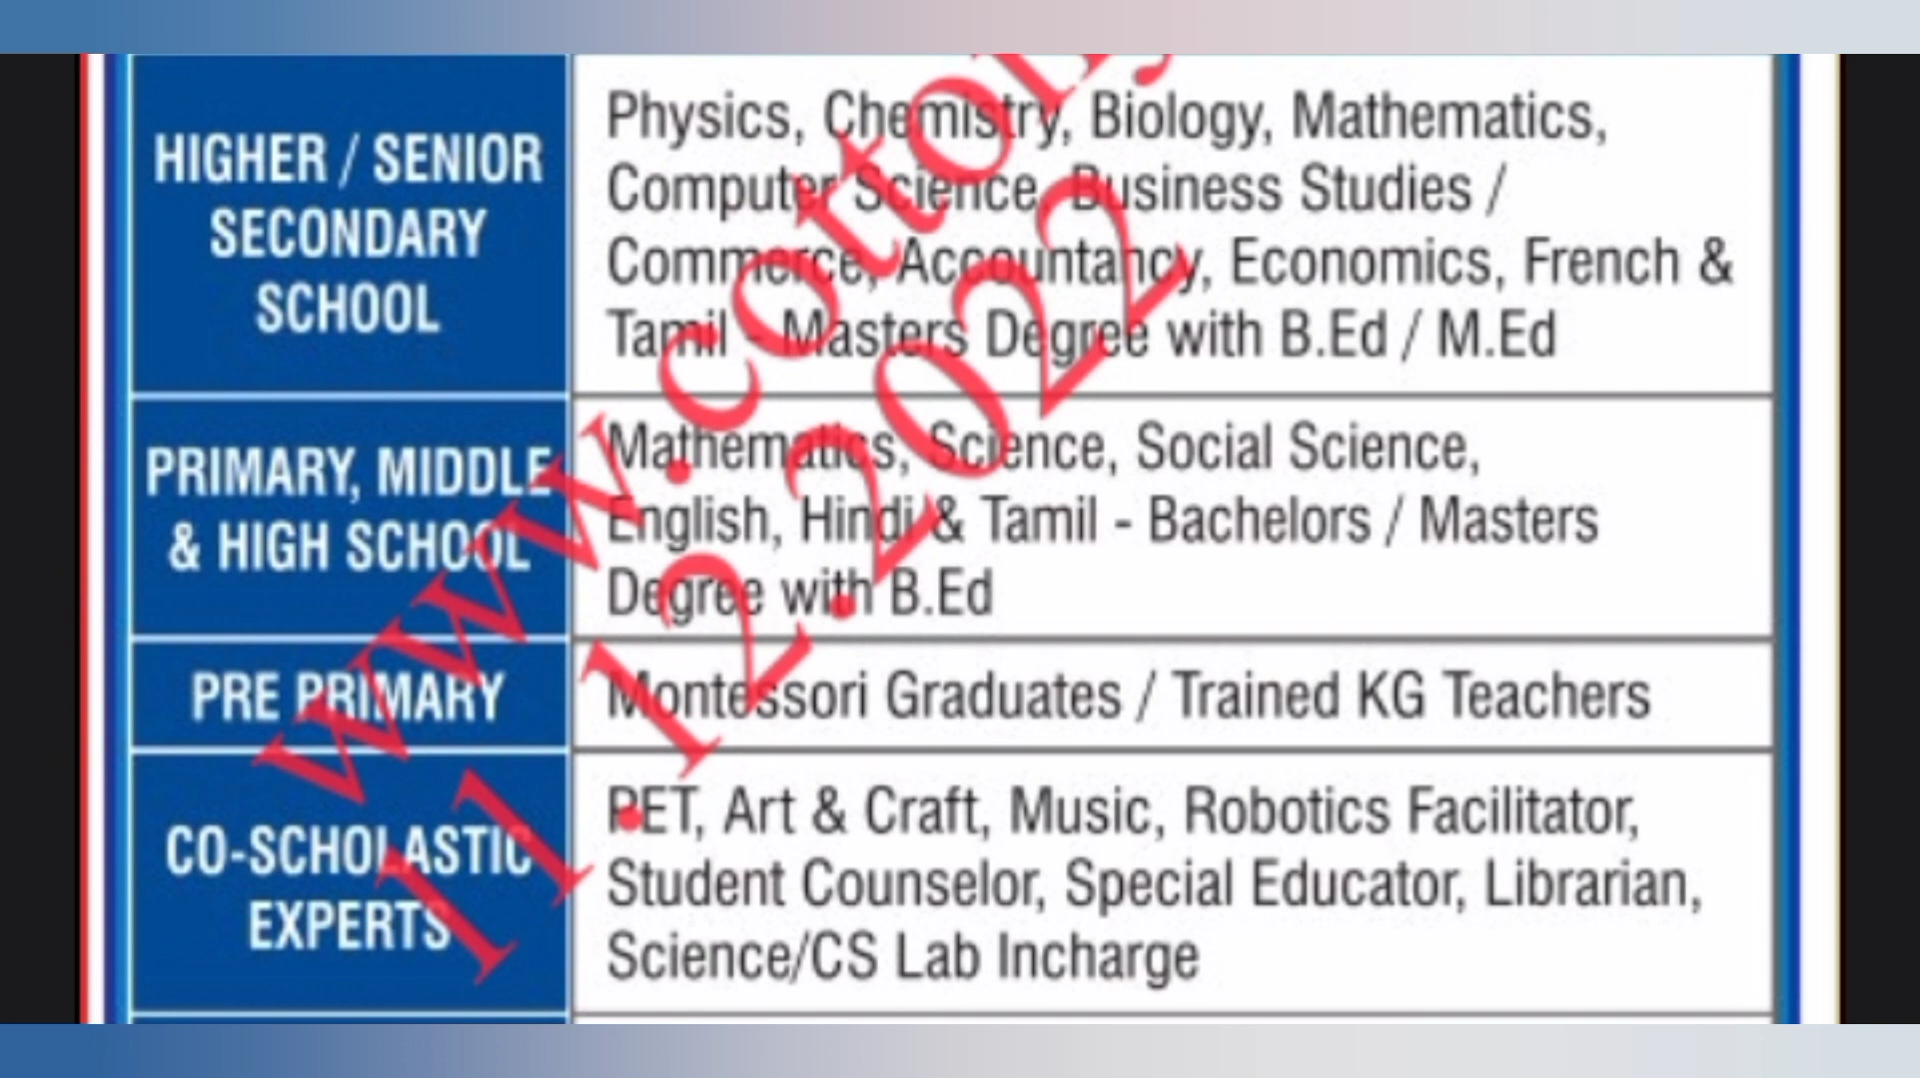 HIGHER / SENIOR
SECONDARY
SCHOOL
Physics, Chemistry, Biology, Mathematics,
Computer Science, Business Studies /
Commerce, Accountancy, Economics, French &
Tamil - Masters Degree with B.Ed / M.Ed
PRIMARY, MIDDLE
& HIGH SCHOOL
Mathematics, Science, Social Science,
English, Hindi & Tamil - Bachelors / Masters
Degree with B.Ed
PRE PRIMARY
Montessori Graduates / Trained KG Teachers
CO-SCHOLASTIC
EXPERTS
PET, Art & Craft, Music, Robotics Facilitator,
Student Counselor, Special Educator, Librarian,
Science/CS Lab Incharge
11.12.2022